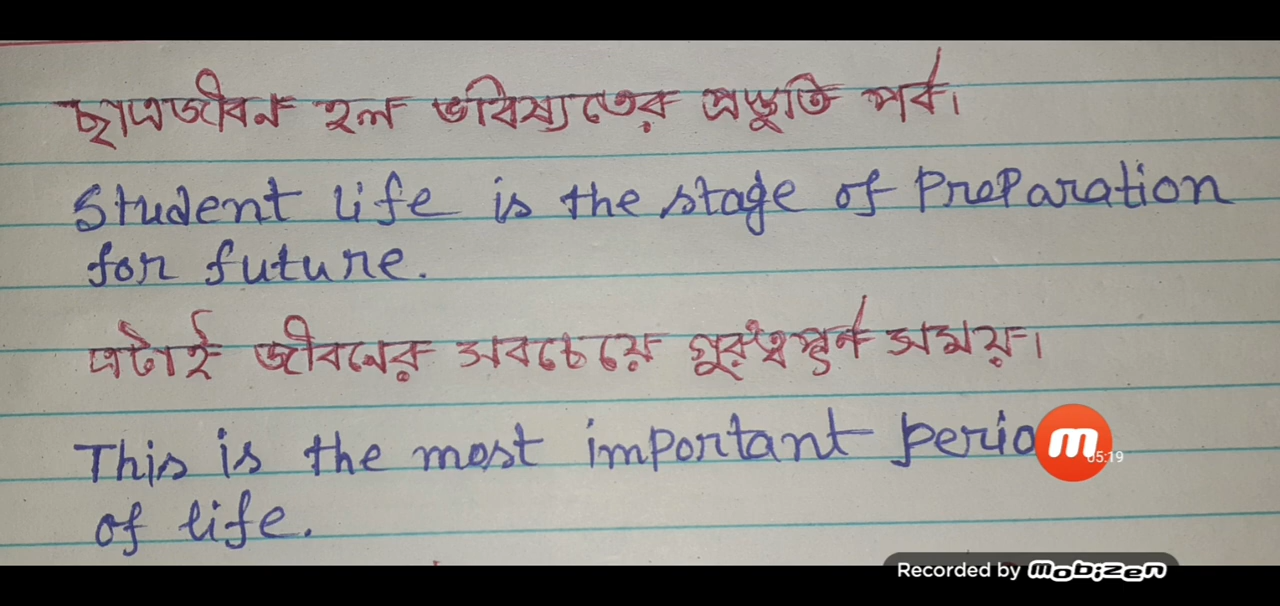 ছাত্রজীবন হল ভবিষ্যতের প্রস্তুতি পর্ব।
Student life is the stage of Preparation
for future.
এটাই জীবনের সবচেয়ে গুরুত্বপূর্ণ সময়।
This is the most important perio
of life.
m
05:19
Recorded by mobizen